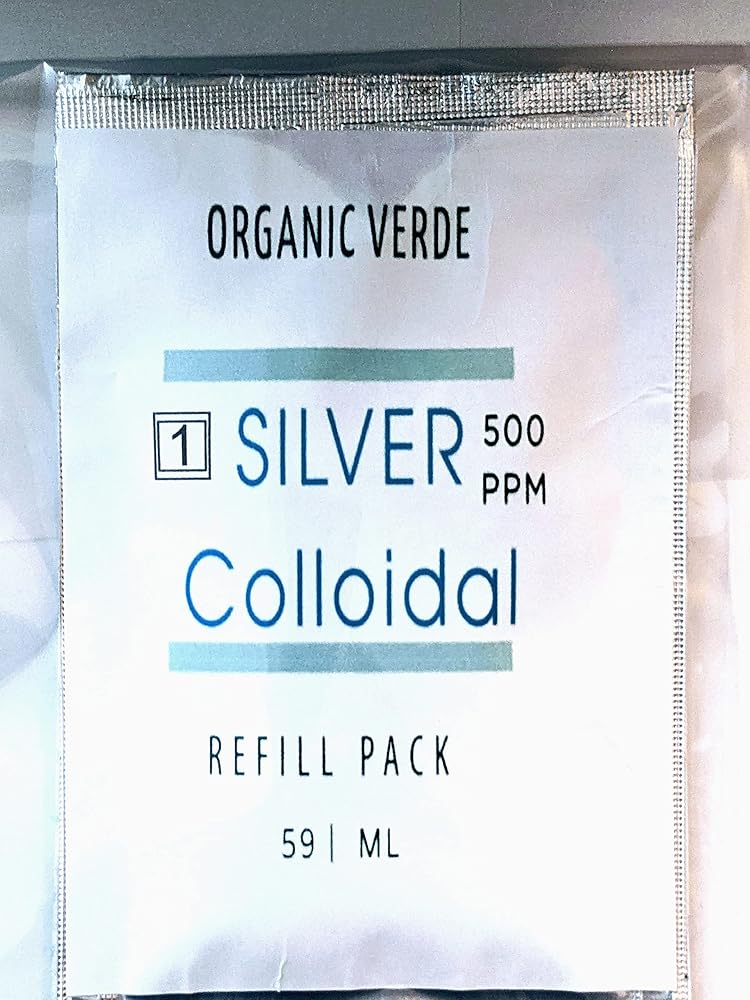 ORGANIC VERDE
1 SILVER 500 PPM
Colloidal
REFILL PACK
59| ML